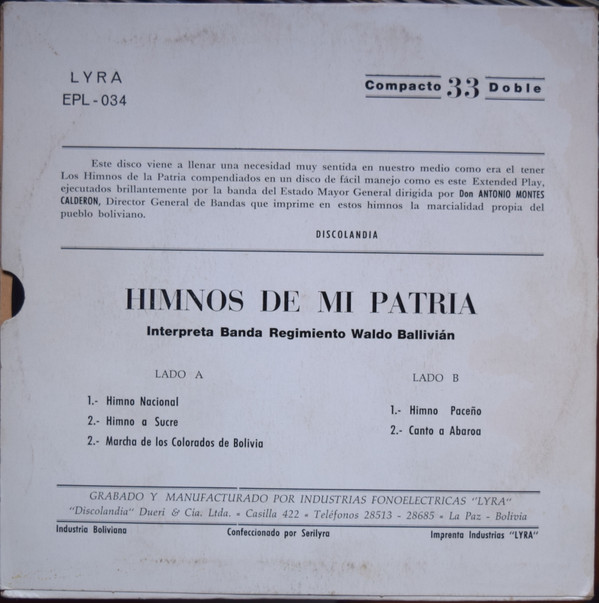 LYRA
EPL - 034
Compacto 33 Doble
Este disco viene a llenar una necesidad muy sentida en nuestro medio como era el tener
Los Himnos de la Patria compendiados en un disco de fácil manejo como es este Extended Play,
ejecutados brillantemente por la banda del Estado Mayor General dirigida por Don ANTONIO MONTES
CALDERON, Director General de Bandas que imprime en estos himnos la marcialidad propia del
pueblo boliviano.
DISCOLANDIA
HIMNOS DE MI PATRIA
Interpreta Banda Regimiento Waldo Ballivián
LADO A
1.- Himno Nacional
2.- Himno a Sucre
2.- Marcha de los Colorados de Bolivia
LADO B
1.- Himno Paceño
2.- Canto a Abaroa
GRABADO Y MANUFACTURADO POR INDUSTRIAS FONOELECTRICAS "LYRA"
"Discolandia" Dueri & Cia. Ltda. • Casilla 422 • Teléfonos 28513 - 28685 • La Paz - Bolivia
Industria Boliviana
Confeccionado por Serilyra
Imprenta Industrias "LYRA"